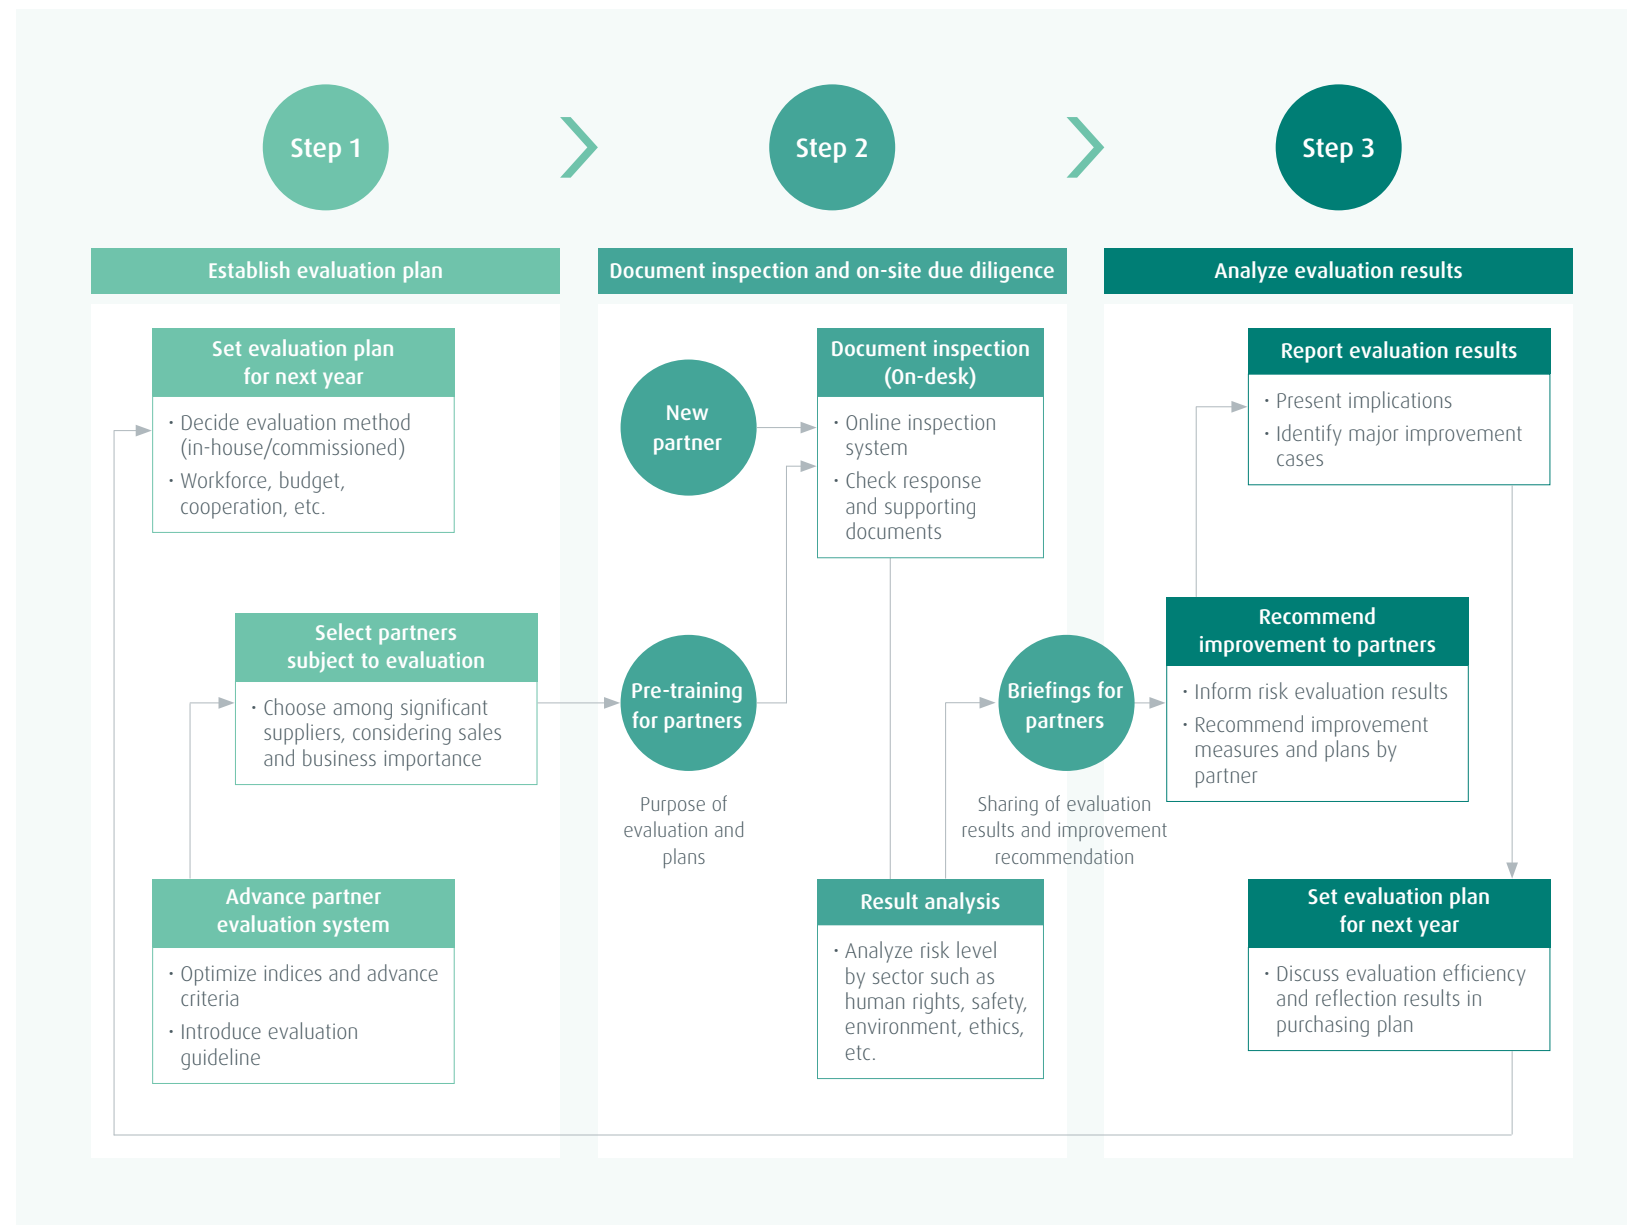 Step 1
Step 2
Step 3
Establish evaluation plan
Document inspection and on-site due diligence
Analyze evaluation results
Set evaluation plan
for next year
· Decide evaluation method
(in-house/commissioned)
· Workforce, budget,
cooperation, etc.
Select partners
subject to evaluation
· Choose among significant
suppliers, considering sales
and business importance
Advance partner
evaluation system
· Optimize indices and advance
criteria
· Introduce evaluation
guideline
New
partner
Pre-training
for partners
Purpose of
evaluation and
plans
Document inspection
(On-desk)
· Online inspection
system
· Check response
and supporting
documents
Result analysis
· Analyze risk level
by sector such as
human rights, safety,
environment, ethics,
etc.
Briefings for
partners
Sharing of evaluation
results and improvement
recommendation
Report evaluation results
· Present implications
· Identify major improvement
cases
Recommend
improvement to partners
· Inform risk evaluation results
· Recommend improvement
measures and plans by
partner
Set evaluation plan
for next year
· Discuss evaluation efficiency
and reflection results in
purchasing plan